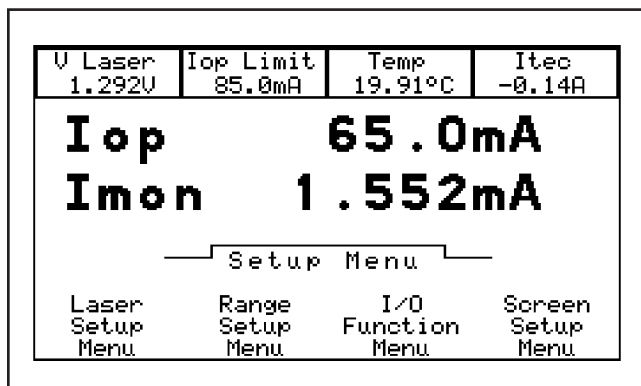 V Laser Iop Limit Temp Itec
1.292V 85.0mA 19.91°C -0.14A
Iop 65.0mA
Imon 1.552mA
Setup Menu
Laser Range I/O Screen
Setup Setup Function Setup
Menu Menu Menu Menu